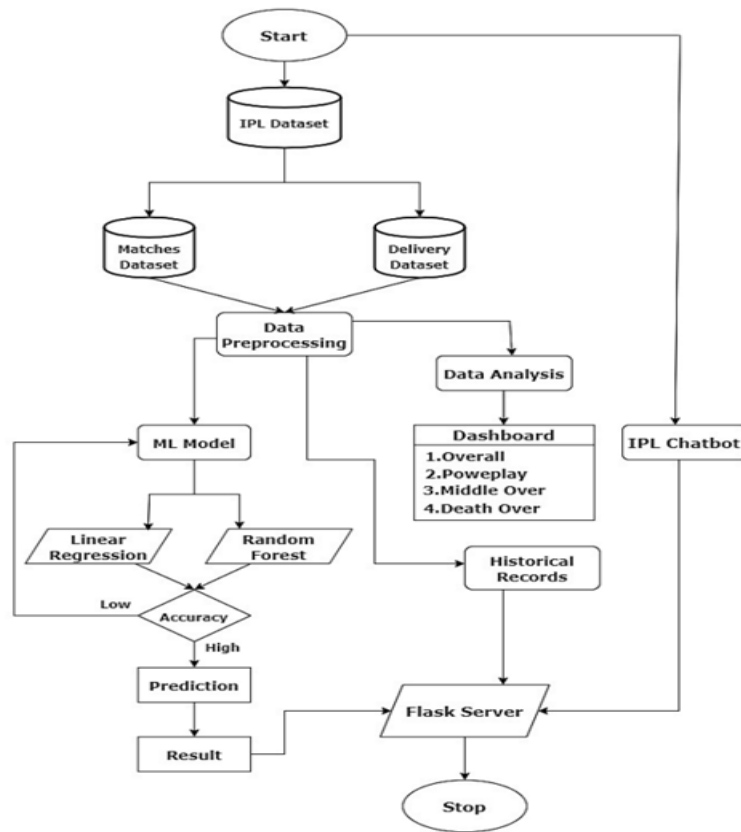 Start
IPL Dataset
Matches
Dataset
Delivery
Dataset
Data
Preprocessing
Data Analysis
ML Model
Dashboard
1.Overall
2.Poweplay
3.Middle Over
4.Death Over
IPL Chatbot
Linear
Regression
Random
Forest
Historical
Records
Low
Accuracy
High
Prediction
Flask Server
Result
Stop